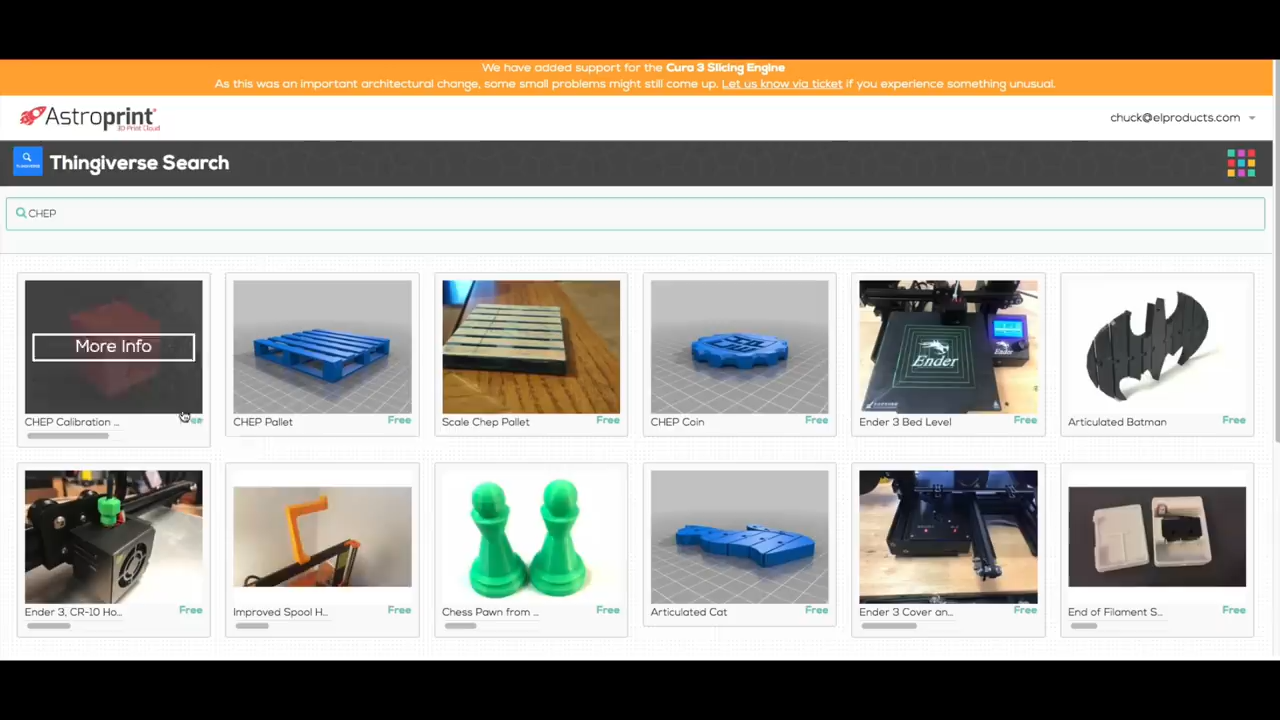 We have added support for the Cura 3 Slicing Engine
As this was an important architectural change, some small problems might still come up. Let us know via ticket if you experience something unusual.
Astroprint
3D Print Cloud
chuck@elproducts.com
Thingiverse Search
CHEP
More Info
Ender
CHEP Calibration ...
Free
CHEP Pallet
Free
Scale Chep Pallet
Free
CHEP Coin
Free
Ender 3 Bed Level
Free
Articulated Batman
Free
Ender 3, CR-10 Ho...
Free
Improved Spool H...
Free
Chess Pawn from ...
Free
Articulated Cat
Ender 3 Cover an...
Free
End of Filament S...
Free
Free